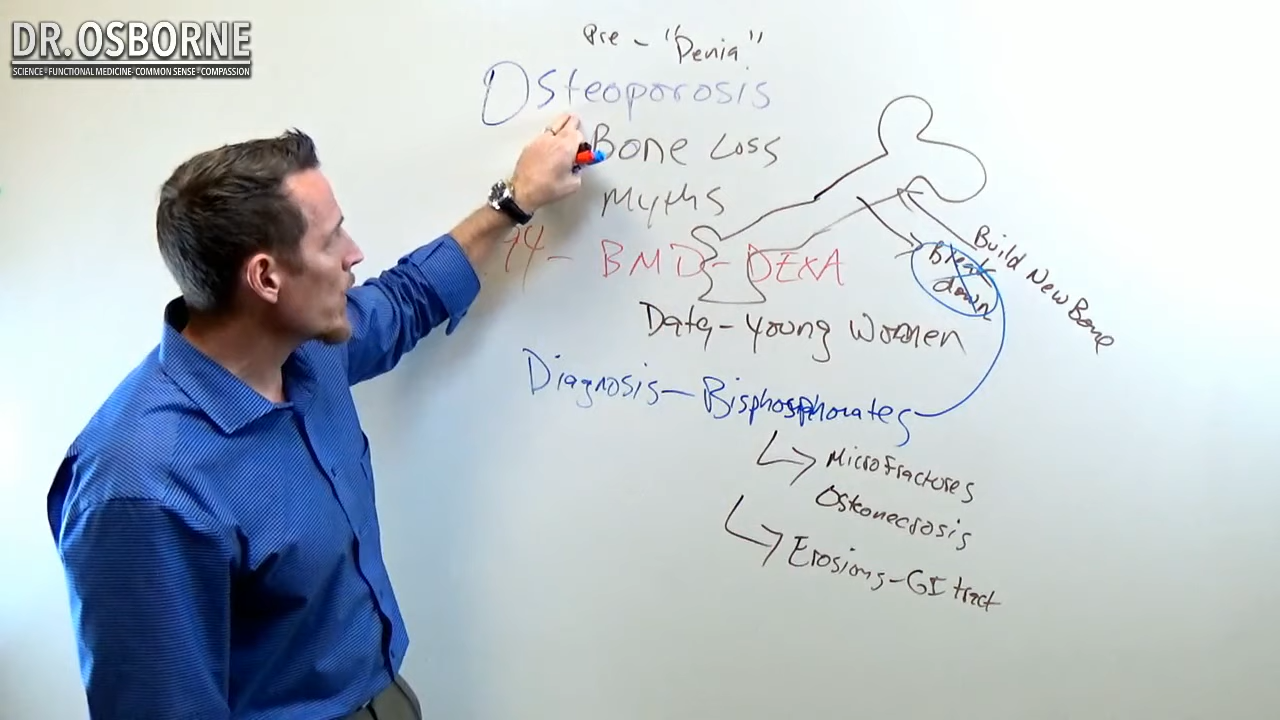 DR. OSBORNE
SCIENCE - FUNCTIONAL MEDICINE - COMMON SENSE - COMPASSION
Pre - "Penia"
Osteoporosis
Bone Loss
Myths
94 - BMD - DEXA
Build New Bone
Break
down
Data - Young Women
Diagnosis - Bisphosphonates
Microfractures
Osteonecrosis
Erosions - GI tract